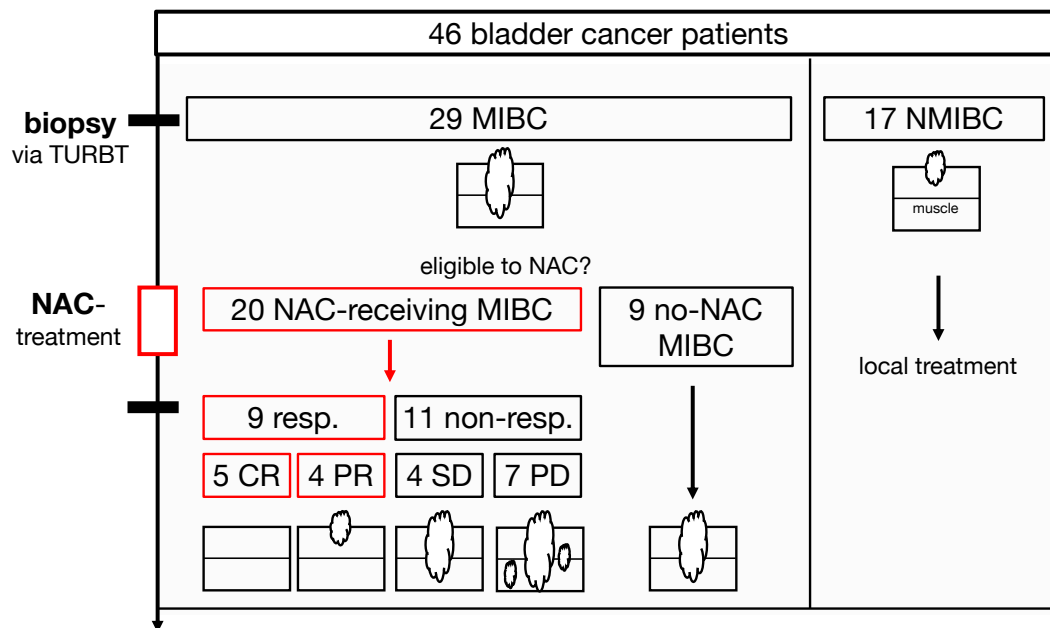 46 bladder cancer patients
biopsy
via TURBT
29 MIBC
17 NMIBC
muscle
eligible to NAC?
NAC-
treatment
20 NAC-receiving MIBC
9 no-NAC
MIBC
local treatment
9 resp.
11 non-resp.
5 CR
4 PR
4 SD
7 PD